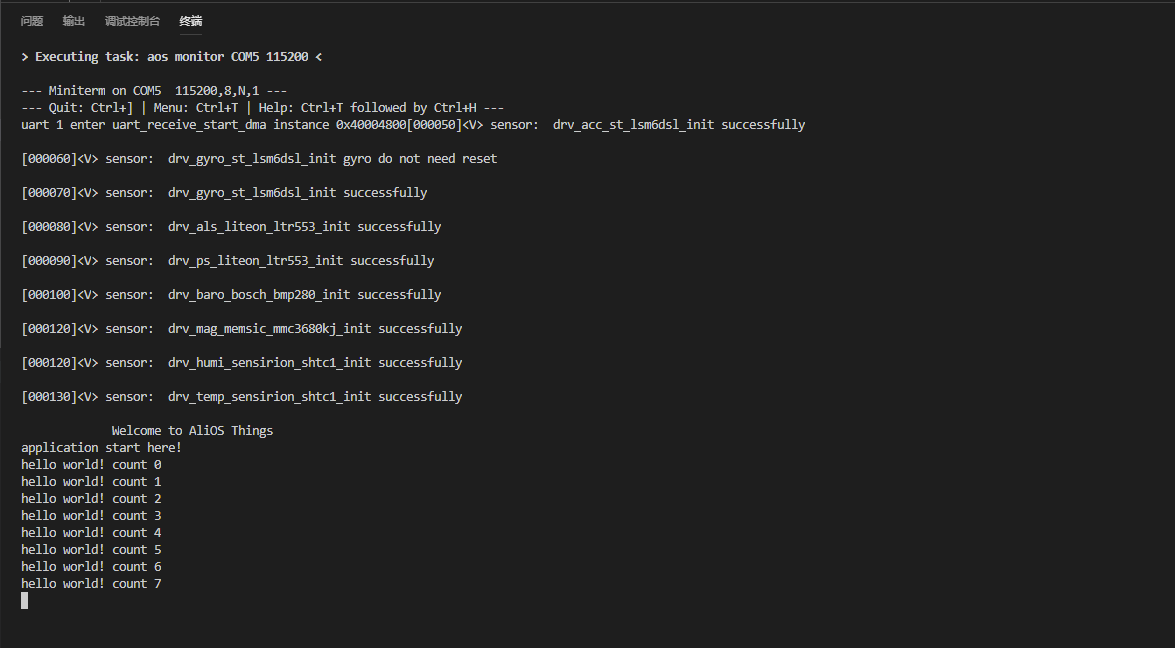 问题 输出 调试控制台 终端
> Executing task: aos monitor COM5 115200 <
--- Miniterm on COM5  115200,8,N,1 ---
--- Quit: Ctrl+] | Menu: Ctrl+T | Help: Ctrl+T followed by Ctrl+H ---
uart 1 enter uart_receive_start_dma instance 0x40004800[000050]<V> sensor:  drv_acc_st_lsm6dsl_init successfully
[000060]<V> sensor:  drv_gyro_st_lsm6dsl_init gyro do not need reset
[000070]<V> sensor:  drv_gyro_st_lsm6dsl_init successfully
[000080]<V> sensor:  drv_als_liteon_ltr553_init successfully
[000090]<V> sensor:  drv_ps_liteon_ltr553_init successfully
[000100]<V> sensor:  drv_baro_bosch_bmp280_init successfully
[000120]<V> sensor:  drv_mag_memsic_mmc3680kj_init successfully
[000120]<V> sensor:  drv_humi_sensirion_shtc1_init successfully
[000130]<V> sensor:  drv_temp_sensirion_shtc1_init successfully
Welcome to AliOS Things
application start here!
hello world! count 0
hello world! count 1
hello world! count 2
hello world! count 3
hello world! count 4
hello world! count 5
hello world! count 6
hello world! count 7